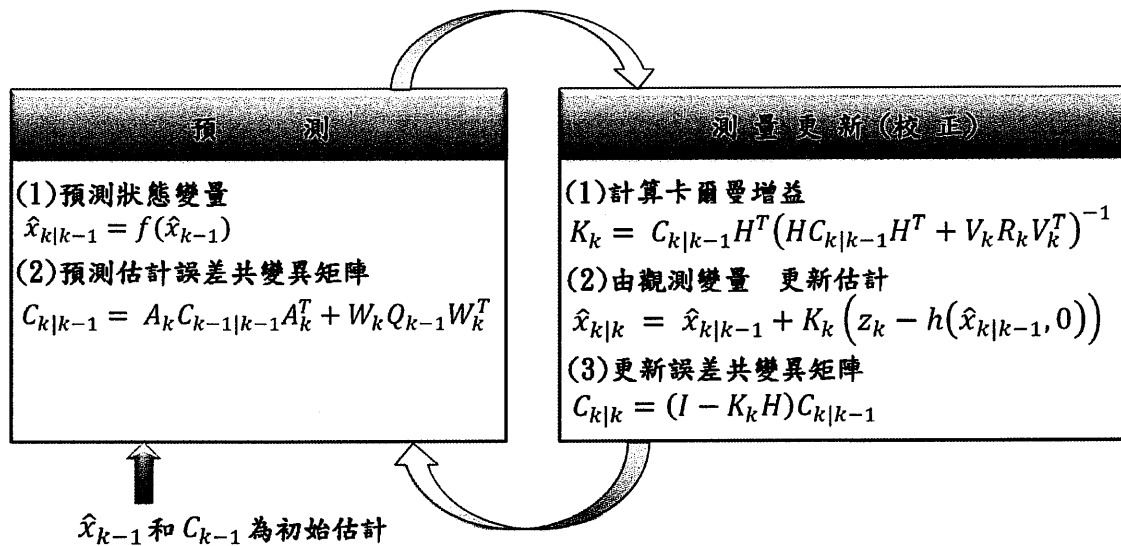 預 測
(1)預測狀態變量
x̂_{k|k−1} = f(x̂_{k−1})
(2)預測估計誤差共變異矩陣
C_{k|k−1} = A_k C_{k−1|k−1} A_k^T + W_k Q_{k−1} W_k^T
x̂_{k−1} 和 C_{k−1} 為初始估計
測 量 更 新 (校 正)
(1)計算卡爾曼增益
K_k = C_{k|k−1} H^T (H C_{k|k−1} H^T + V_k R_k V_k^T)^{−1}
(2)由觀測變量 更新估計
x̂_{k|k} = x̂_{k|k−1} + K_k (z_k − h(x̂_{k|k−1}, 0))
(3)更新誤差共變異矩陣
C_{k|k} = (I − K_k H) C_{k|k−1}